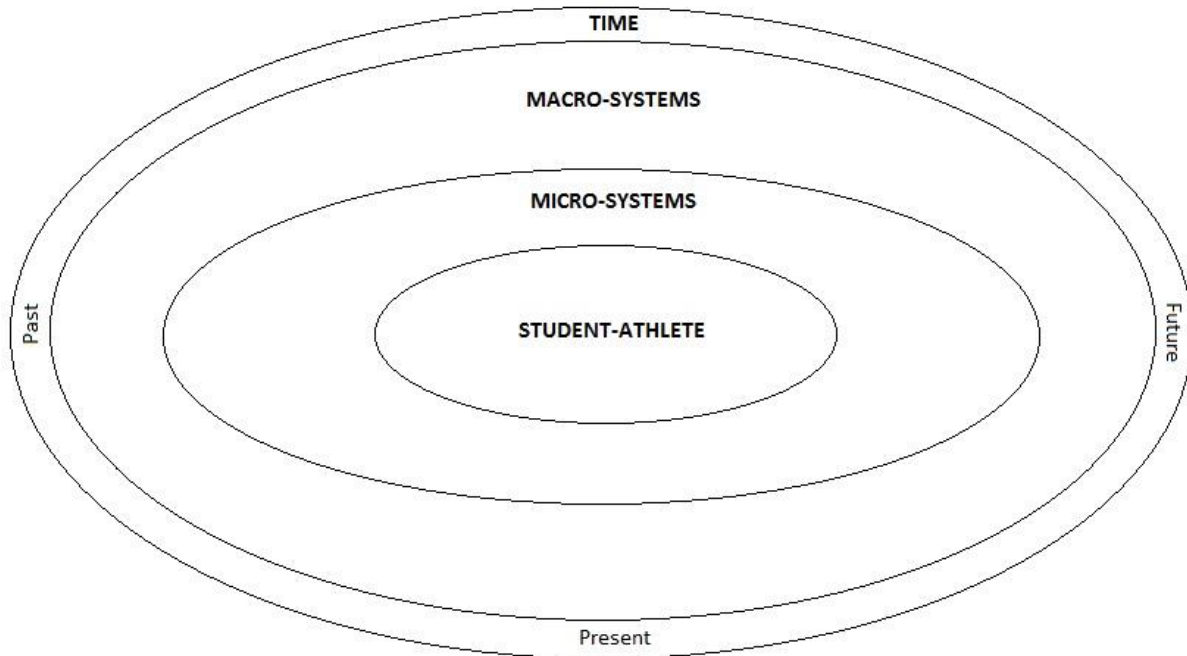 TIME
MACRO-SYSTEMS
MICRO-SYSTEMS
STUDENT-ATHLETE
Past
Future
Present